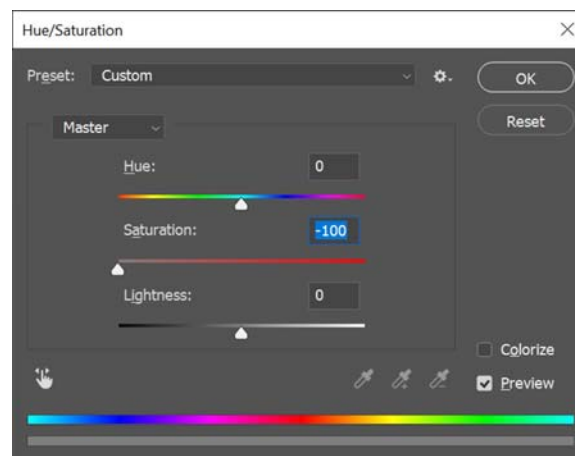 Hue/Saturation
Preset: Custom
OK
Master
Reset
Hue: 0
Saturation: -100
Lightness: 0
Colorize
Preview